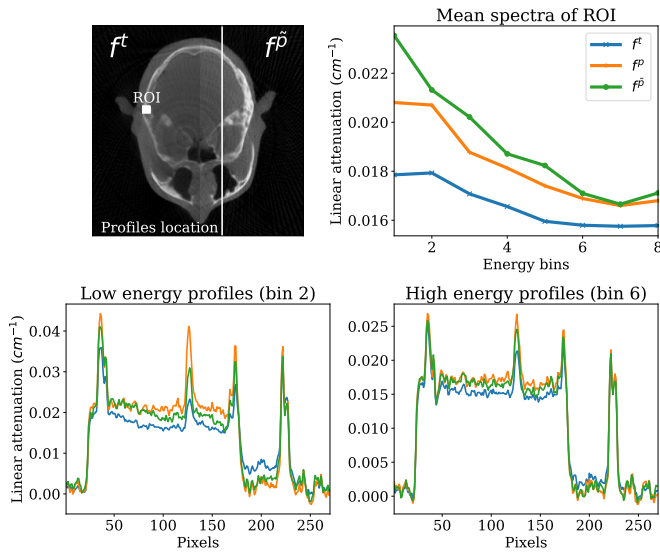 f^t
f^p̃
ROI
Profiles location
Mean spectra of ROI
Linear attenuation (cm⁻¹)
0.022
0.020
0.018
0.016
f^t
f^p
f^p̃
2 4 6 8
Energy bins
Low energy profiles (bin 2)
Linear attenuation (cm⁻¹)
0.04
0.03
0.02
0.01
0.00
50 100 150 200 250
Pixels
High energy profiles (bin 6)
0.025
0.020
0.015
0.010
0.005
0.000
50 100 150 200 250
Pixels